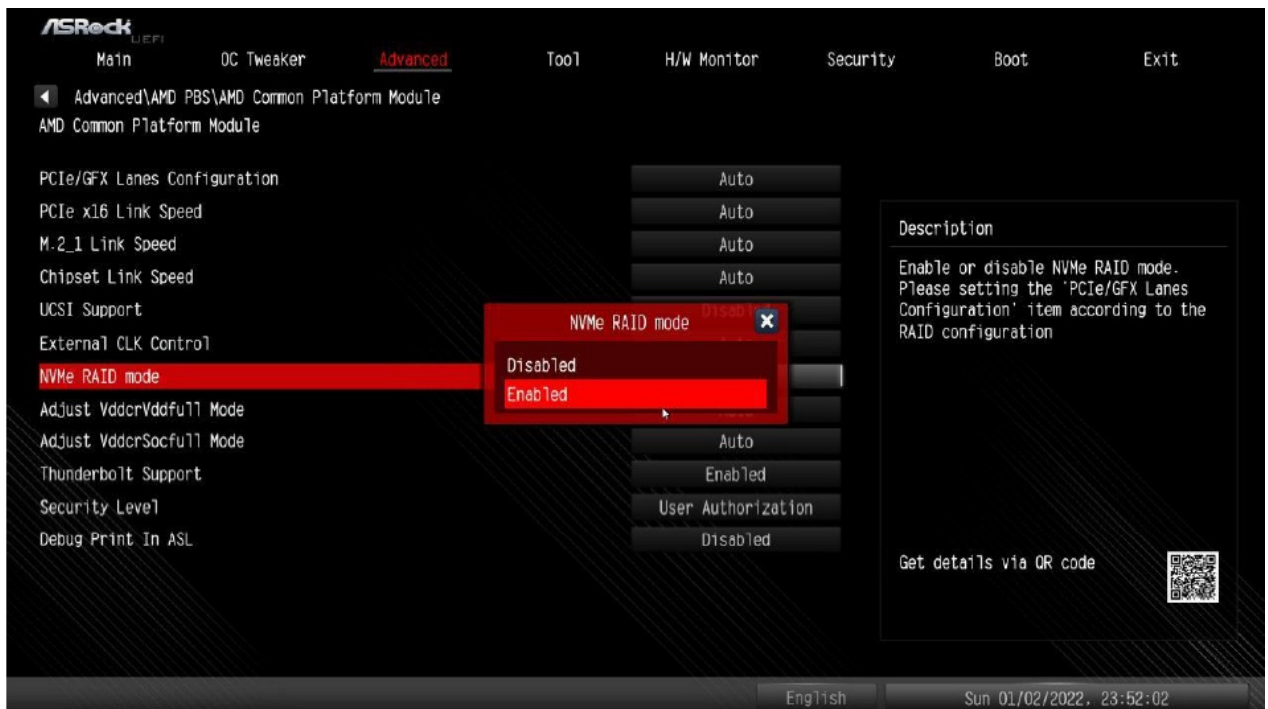 ASRock
UEFI
Main OC Tweaker Advanced Tool H/W Monitor Security Boot Exit
Advanced\AMD PBS\AMD Common Platform Module
AMD Common Platform Module
PCIe/GFX Lanes Configuration Auto
PCIe x16 Link Speed Auto
M.2_1 Link Speed Auto
Chipset Link Speed Auto
UCSI Support Disabled
External CLK Control
NVMe RAID mode
Adjust VddcrVddfull Mode
Adjust VddcrSocfull Mode Auto
Thunderbolt Support Enabled
Security Level User Authorization
Debug Print In ASL Disabled
NVMe RAID mode
Disabled
Enabled
Description
Enable or disable NVMe RAID mode.
Please setting the 'PCIe/GFX Lanes
Configuration' item according to the
RAID configuration
Get details via QR code
English Sun 01/02/2022, 23:52:02